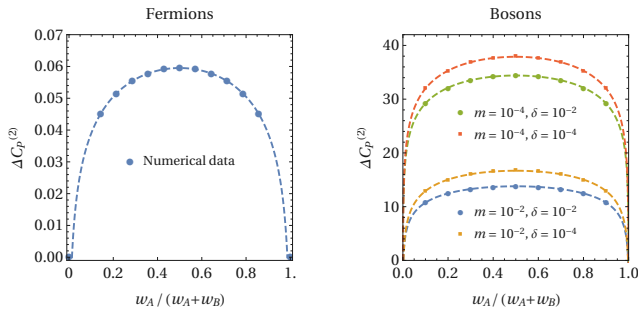 Fermions
ΔC_P^(2)
0.07
0.06
0.05
0.04
0.03
0.02
0.01
0.00
Numerical data
0.
0.2
0.4
0.6
0.8
1.
w_A/(w_A+w_B)
Bosons
ΔC_P^(2)
40
30
20
10
0
m = 10^-4, δ = 10^-2
m = 10^-4, δ = 10^-4
m = 10^-2, δ = 10^-2
m = 10^-2, δ = 10^-4
0.0
0.2
0.4
0.6
0.8
1.0
w_A/(w_A+w_B)